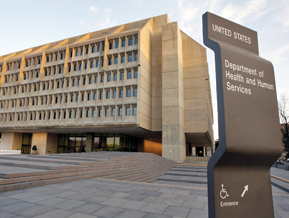 UNITED STATES
Department of
Health and Human
Services
Entrance